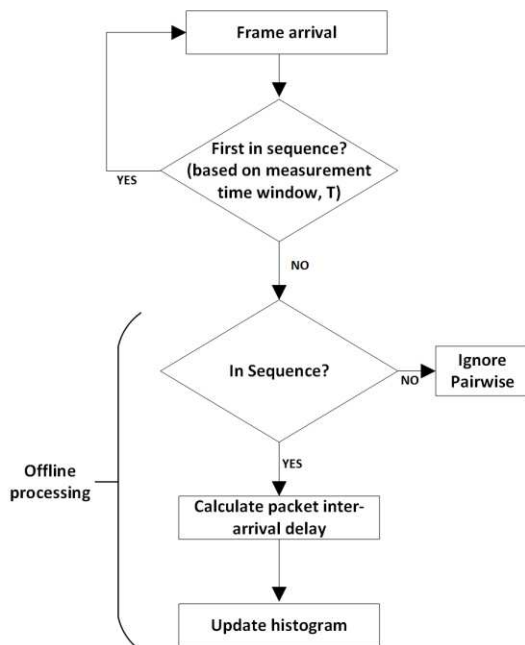 Frame arrival
First in sequence?
(based on measurement
time window, T)
YES
NO
In Sequence?
NO
Ignore
Pairwise
YES
Offline
processing
Calculate packet inter-
arrival delay
Update histogram